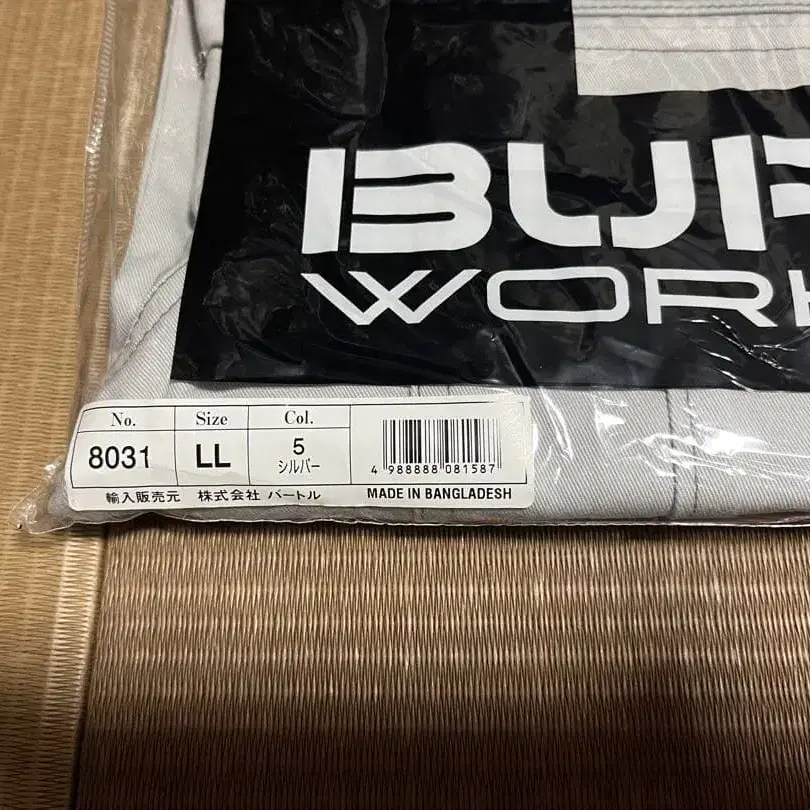 BUR
WORK
No. Size Col.
8031 LL 5
シルバー
4 988888 081587
輸入販売元 株式会社 バートル
MADE IN BANGLADESH